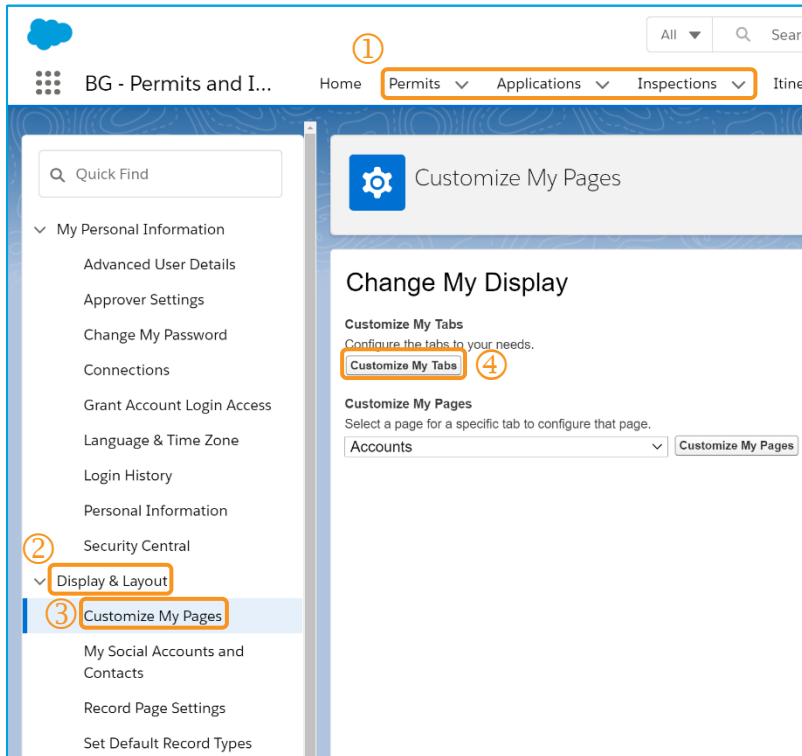 All
Sear
①
BG - Permits and I...
Home
Permits
Applications
Inspections
Itine
Quick Find
My Personal Information
Advanced User Details
Approver Settings
Change My Password
Connections
Grant Account Login Access
Language & Time Zone
Login History
Personal Information
Security Central
②
Display & Layout
③
Customize My Pages
My Social Accounts and
Contacts
Record Page Settings
Set Default Record Types
Customize My Pages
Change My Display
Customize My Tabs
Configure the tabs to your needs.
Customize My Tabs
④
Customize My Pages
Select a page for a specific tab to configure that page.
Accounts
Customize My Pages